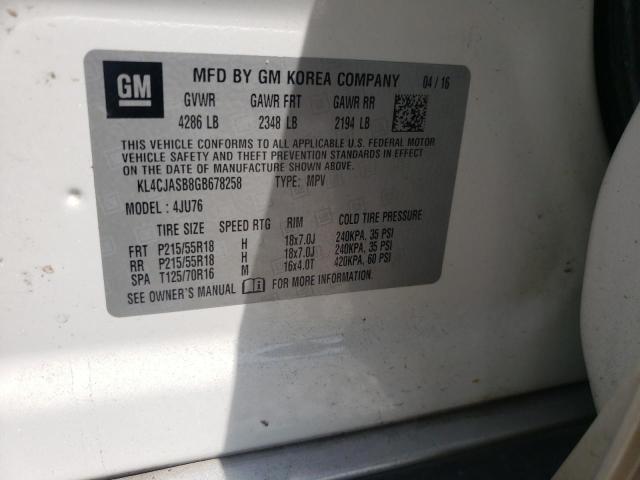 GM
MFD BY GM KOREA COMPANY 04 / 16
GVWR GAWR FRT GAWR RR
4286 LB 2348 LB 2194 LB
THIS VEHICLE CONFORMS TO ALL APPLICABLE U.S. FEDERAL MOTOR
VEHICLE SAFETY AND THEFT PREVENTION STANDARDS IN EFFECT
ON THE DATE OF MANUFACTURE SHOWN ABOVE.
KL4CJASB8GB678258 TYPE: MPV
MODEL : 4JU76
TIRE SIZE SPEED RTG RIM COLD TIRE PRESSURE
FRT P215/55R18 H 18x7.0J 240KPA, 35 PSI
RR P215/55R18 H 18x7.0J 240KPA, 35 PSI
SPA T125/70R16 M 16x4.0T 420KPA, 60 PSI
SEE OWNER'S MANUAL FOR MORE INFORMATION.